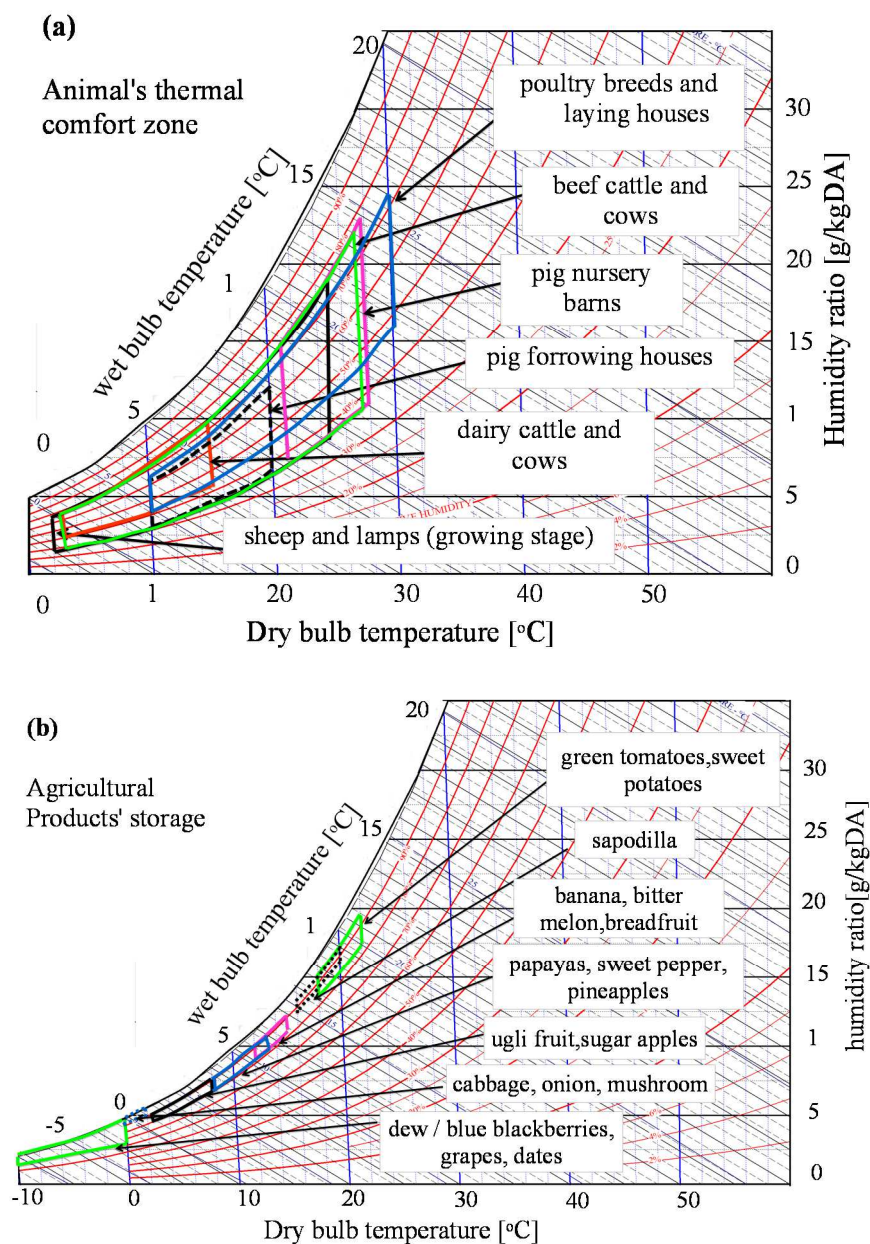 (a)
20
RE - °C
Animal's thermal
comfort zone
poultry breeds and
laying houses
30
wet bulb temperature [°C]
15
25
beef cattle and
cows
20
1
pig nursery
barns
15
pig forrowing houses
5
1
dairy cattle and
cows
0
5
HUMIDITY
sheep and lamps (growing stage)
0
Humidity ratio [g/kgDA]
0
1
20
30
40
50
Dry bulb temperature [°C]
(b)
20
Agricultural
Products' storage
green tomatoes,sweet
potatoes
30
wet bulb temperature [°C]
15
25
sapodilla
20
1
banana, bitter
melon,breadfruit
15
papayas, sweet pepper,
pineapples
5
1
ugli fruit,sugar apples
0
cabbage, onion, mushroom
-5
5
dew / blue blackberries,
grapes, dates
0
humidity ratio[g/kgDA]
-10
0
10
20
30
40
50
Dry bulb temperature [°C]